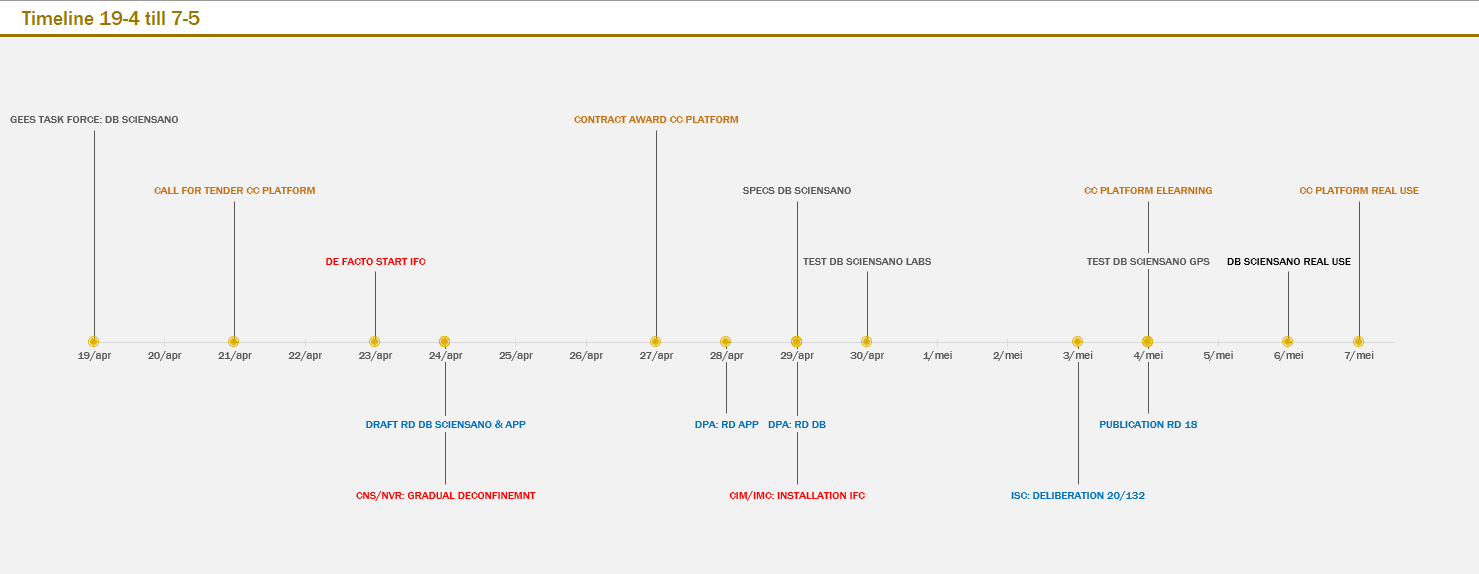 Timeline 19-4 till 7-5
GEES TASK FORCE: DB SCIENSANO
CONTRACT AWARD CC PLATFORM
CALL FOR TENDER CC PLATFORM
SPECS DB SCIENSANO
CC PLATFORM ELEARNING
CC PLATFORM REAL USE
DE FACTO START IFC
TEST DB SCIENSANO LABS
TEST DB SCIENSANO GPS
DB SCIENSANO REAL USE
19/apr 20/apr 21/apr 22/apr 23/apr 24/apr 25/apr 26/apr 27/apr 28/apr 29/apr 30/apr 1/mei 2/mei 3/mei 4/mei 5/mei 6/mei 7/mei
DRAFT RD DB SCIENSANO & APP
DPA: RD APP
DPA: RD DB
PUBLICATION RD 18
CNS/NVR: GRADUAL DECONFINEMNT
CIM/IMC: INSTALLATION IFC
ISC: DELIBERATION 20/132